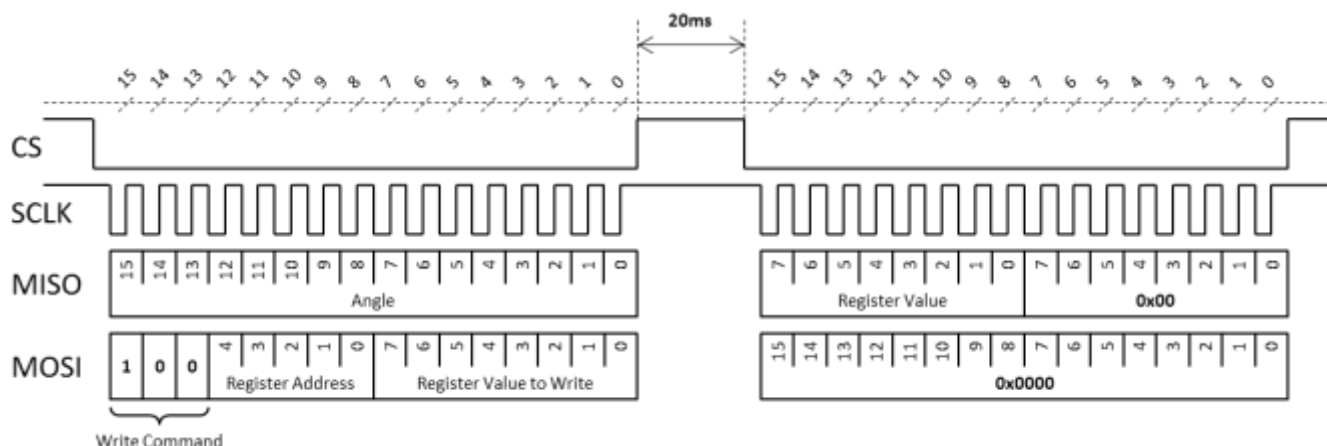 20ms
15 14 13 12 11 10 9 8 7 6 5 4 3 2 1 0 15 14 13 12 11 10 9 8 7 6 5 4 3 2 1 0
CS
SCLK
MISO 15 14 13 12 11 10 9 8 7 6 5 4 3 2 1 0 7 6 5 4 3 2 1 0 7 6 5 4 3 2 1 0
Angle Register Value 0x00
MOSI 1 0 0 4 3 2 1 0 7 6 5 4 3 2 1 0 15 14 13 12 11 10 9 8 7 6 5 4 3 2 1 0
Register Address Register Value to Write 0x0000
Write Command